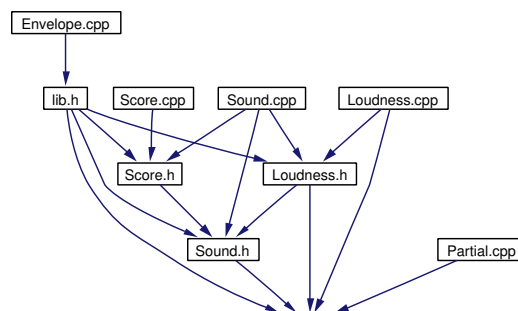 Envelope.cpp
lib.h
Score.cpp
Sound.cpp
Loudness.cpp
Score.h
Loudness.h
Sound.h
Partial.cpp